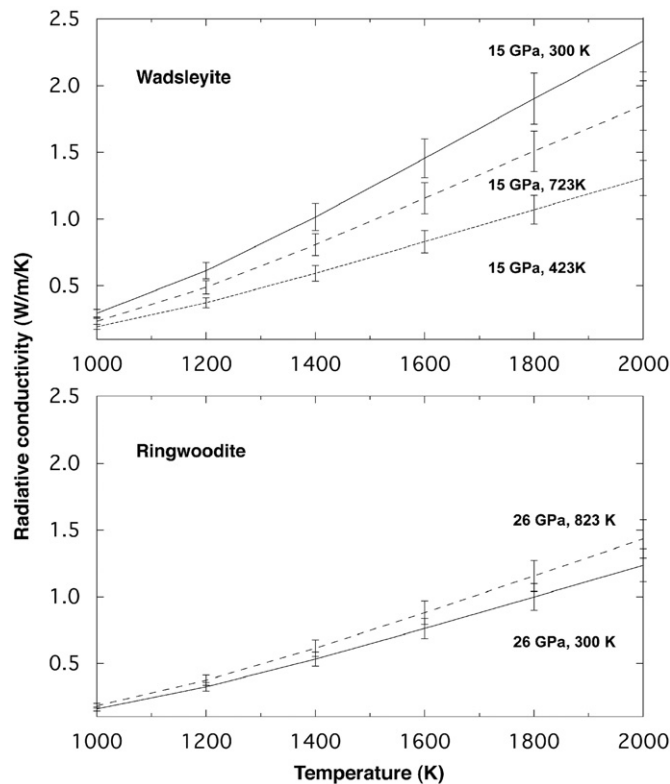 2.5
15 GPa, 300 K
Wadsleyite
2.0
1.5
15 GPa, 723K
1.0
15 GPa, 423K
0.5
1000 1200 1400 1600 1800 2000
Radiative conductivity (W/m/K)
2.5
Ringwoodite
2.0
26 GPa, 823 K
1.5
1.0
26 GPa, 300 K
0.5
1000 1200 1400 1600 1800 2000
Temperature (K)